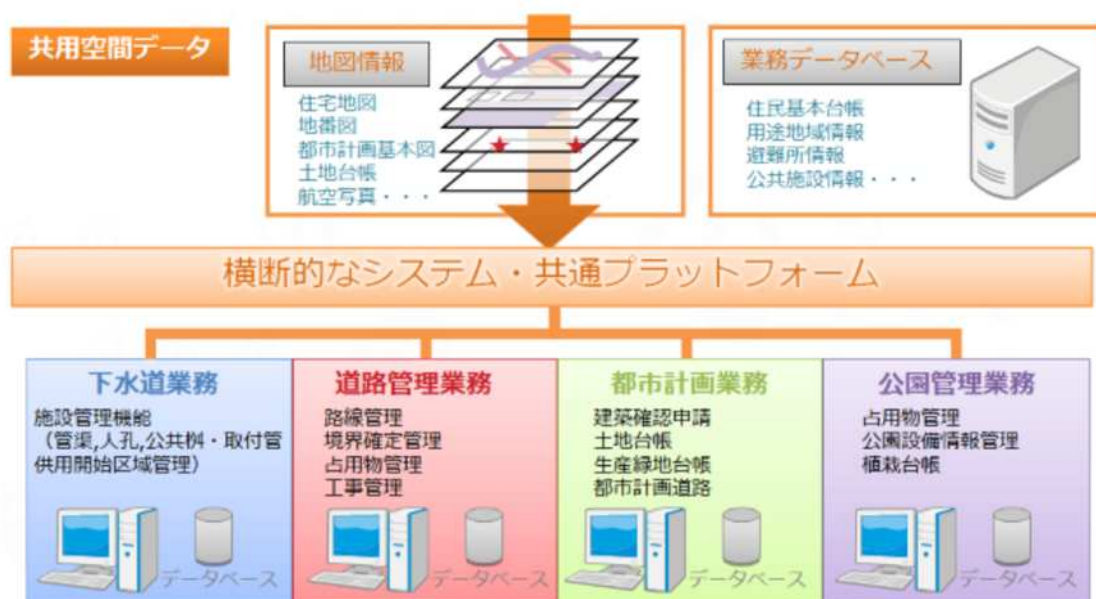 共用空間データ
地図情報
住宅地図
地番図
都市計画基本図
土地台帳
航空写真・・・
業務データベース
住民基本台帳
用途地域情報
避難所情報
公共施設情報・・・
横断的なシステム・共通プラットフォーム
下水道業務
施設管理機能
（管渠,人孔,公共桝・取付管
供用開始区域管理）
データベース
道路管理業務
路線管理
境界確定管理
占用物管理
工事管理
データベース
都市計画業務
建築確認申請
土地台帳
生産緑地台帳
都市計画道路
データベース
公園管理業務
占用物管理
公園設備情報管理
植栽台帳
データベース